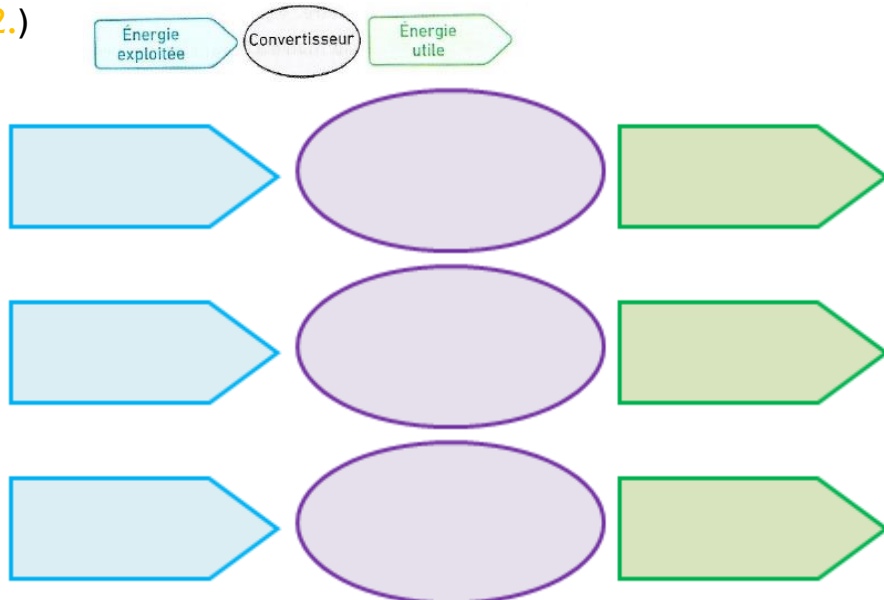 2.)
Énergie
exploitée
Convertisseur
Énergie
utile